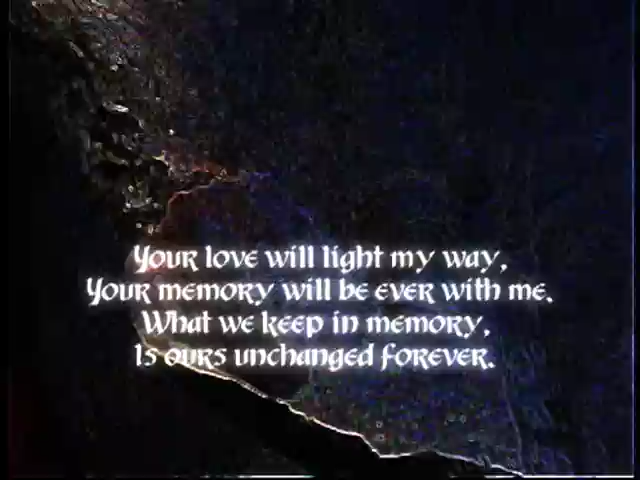 Your love will light my way,
Your memory will be ever with me.
What we keep in memory,
Is ours unchanged forever.